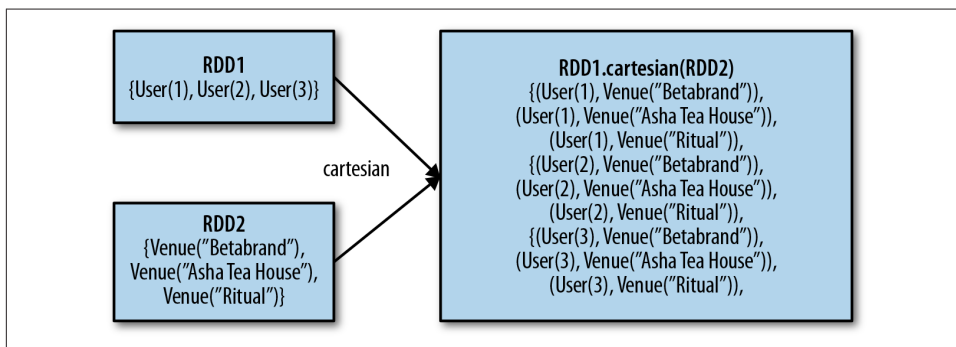 RDD1
{User(1), User(2), User(3)}
cartesian
RDD2
{Venue(”Betabrand”),
Venue(”Asha Tea House”),
Venue(”Ritual”)}
RDD1.cartesian(RDD2)
{(User(1), Venue(”Betabrand”)),
(User(1), Venue(”Asha Tea House”)),
(User(1), Venue(”Ritual”)),
{(User(2), Venue(”Betabrand”)),
(User(2), Venue(”Asha Tea House”)),
(User(2), Venue(”Ritual”)),
{(User(3), Venue(”Betabrand”)),
(User(3), Venue(”Asha Tea House”)),
(User(3), Venue(”Ritual”)),